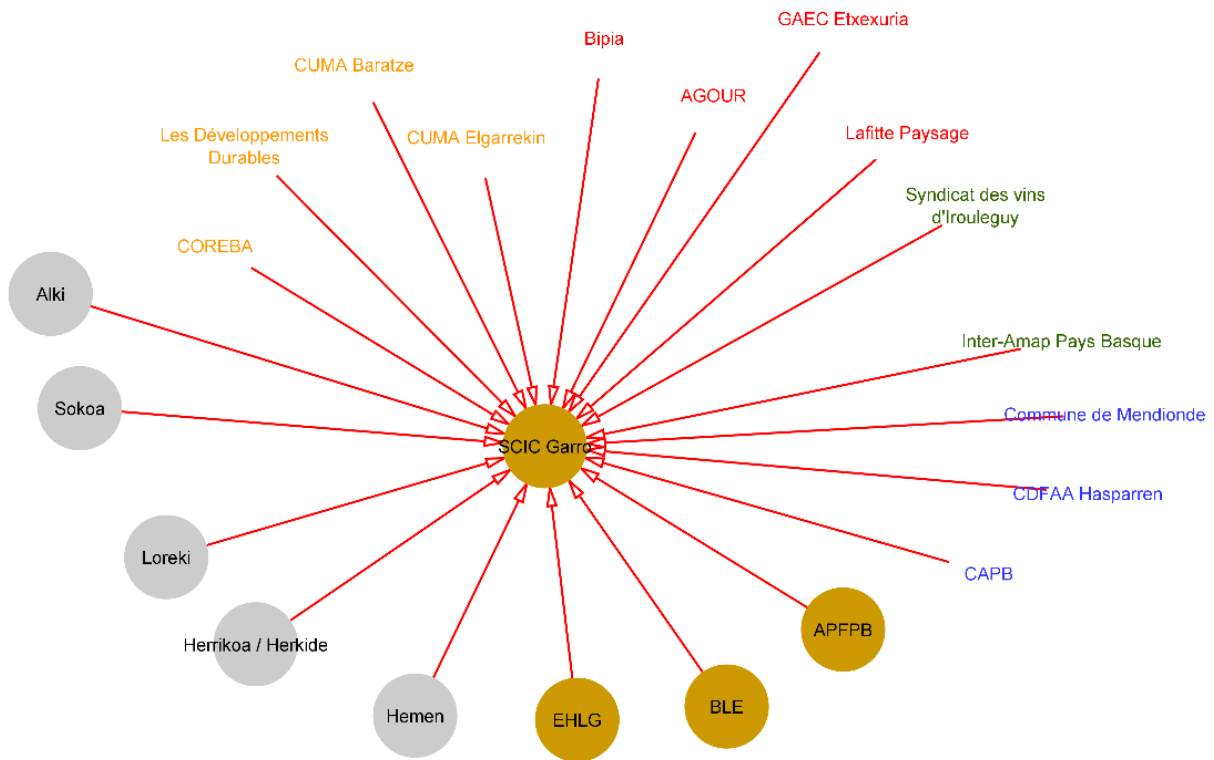 GAEC Etxexuria
Bipia
CUMA Baratze
AGOUR
Les Développements
Durables
CUMA Elgarrekin
Lafitte Paysage
Syndicat des vins
d'Irouleguy
COREBA
Alki
Inter-Amap Pays Basque
Sokoa
Commune de Mendionde
SCIC Garro
CDFAA Hasparren
Loreki
CAPB
APFPB
Herrikoa / Herkide
BLE
Hemen
EHLG